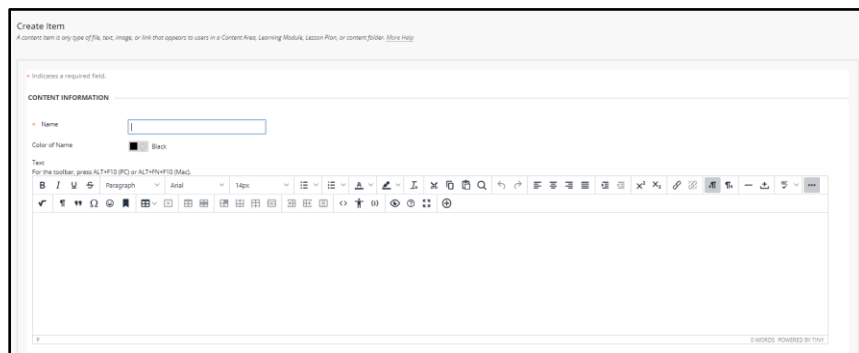 Create Item
A content item is any type of file, text, image, or link that appears to users in a Content Area, Learning Module, Lesson Plan, or content folder. More Help
* Indicates a required field.
CONTENT INFORMATION
* Name
Color of Name Black
Text
For the toolbar, press ALT+F10 (PC) or ALT+FN+F10 (Mac).
B I U S Paragraph Arial 14px
P 0 WORDS POWERED BY TINY